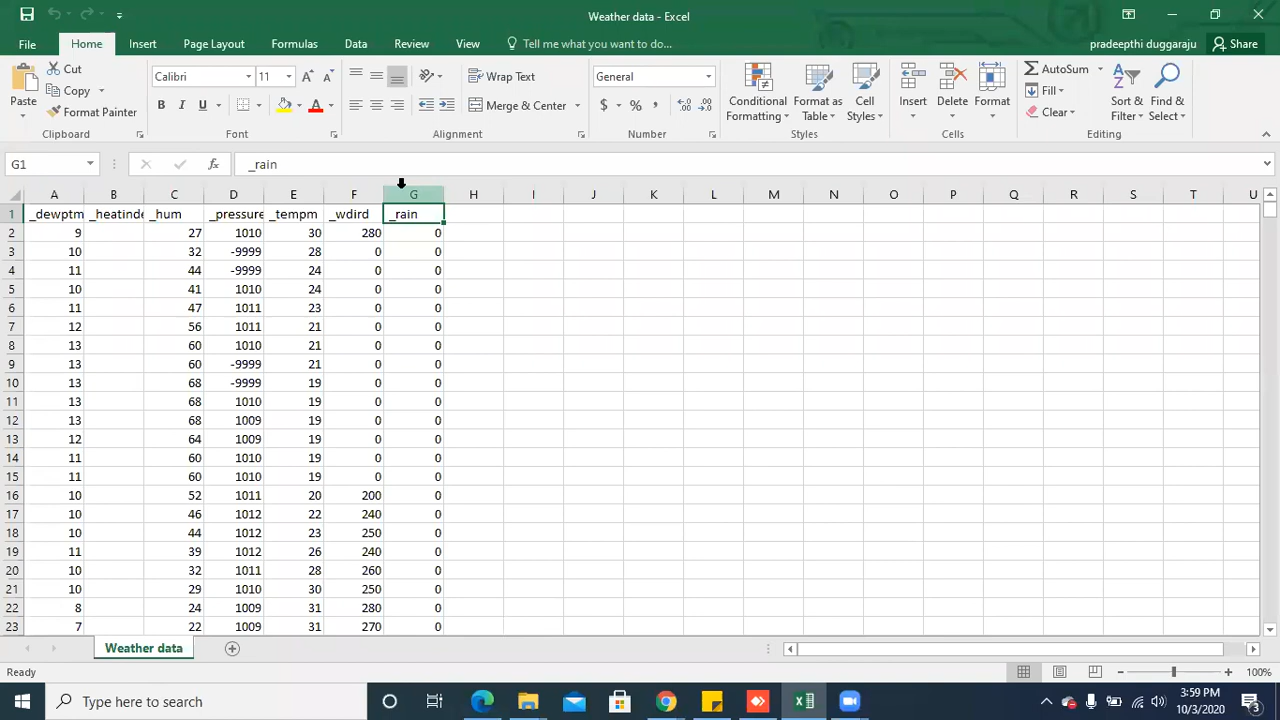 Weather data - Excel
File Home Insert Page Layout Formulas Data Review View Tell me what you want to do... pradeepthi duggaraju Share
Paste Cut Copy Format Painter Clipboard
Calibri 11 B I U A A A Font
Wrap Text Merge & Center Alignment
General $ % , Number
Conditional Formatting Format as Table Cell Styles Styles
Insert Delete Format Cells
AutoSum Fill Clear Sort & Filter Find & Select Editing
G1 fx _rain
A B C D E F G H I J K L M N O P Q R S T U
1 _dewptm _heatinde _hum _pressure _tempm _wdird _rain
2 9 27 1010 30 280 0
3 10 32 -9999 28 0 0
4 11 44 -9999 24 0 0
5 10 41 1010 24 0 0
6 11 47 1011 23 0 0
7 12 56 1011 21 0 0
8 13 60 1010 21 0 0
9 13 60 -9999 21 0 0
10 13 68 -9999 19 0 0
11 13 68 1010 19 0 0
12 13 68 1009 19 0 0
13 12 64 1009 19 0 0
14 11 60 1010 19 0 0
15 11 60 1010 19 0 0
16 10 52 1011 20 200 0
17 10 46 1012 22 240 0
18 10 44 1012 23 250 0
19 11 39 1012 26 240 0
20 10 32 1011 28 260 0
21 10 29 1010 30 250 0
22 8 24 1009 31 280 0
23 7 22 1009 31 270 0
Weather data
Ready 100%
Type here to search
3:59 PM
10/3/2020
3